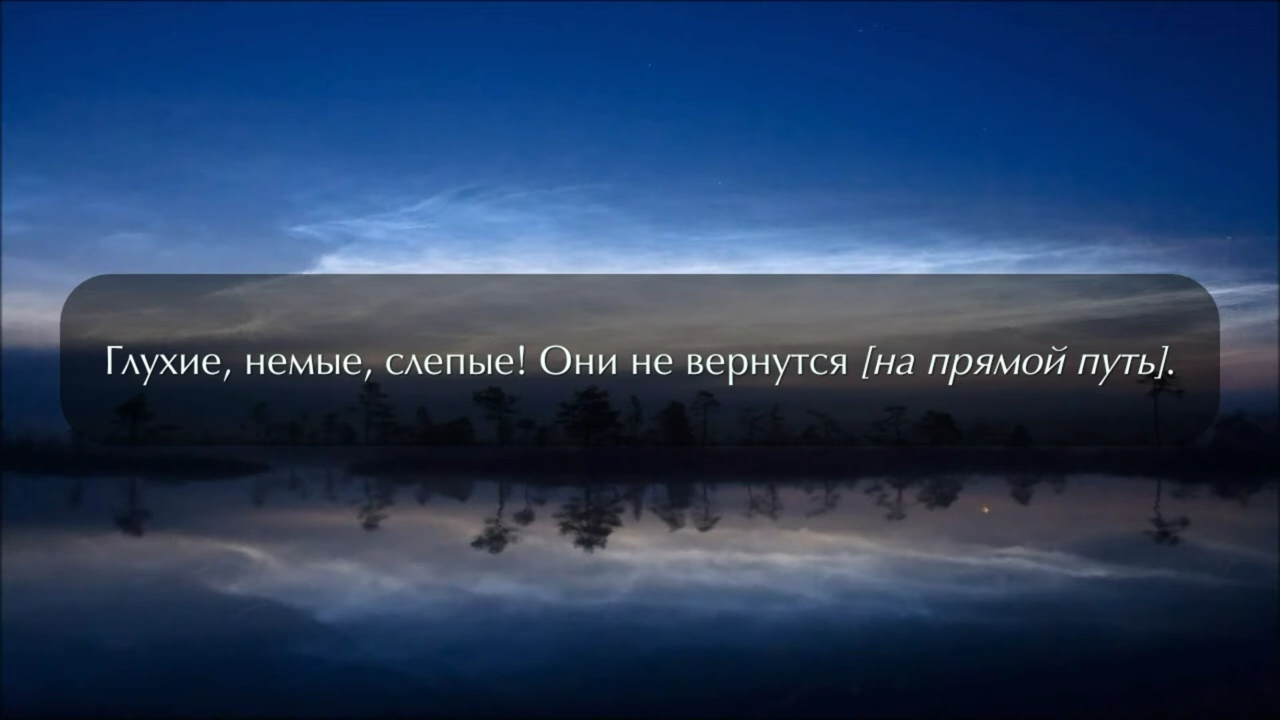 Глухие, немые, слепые! Они не вернутся [на прямой путь].